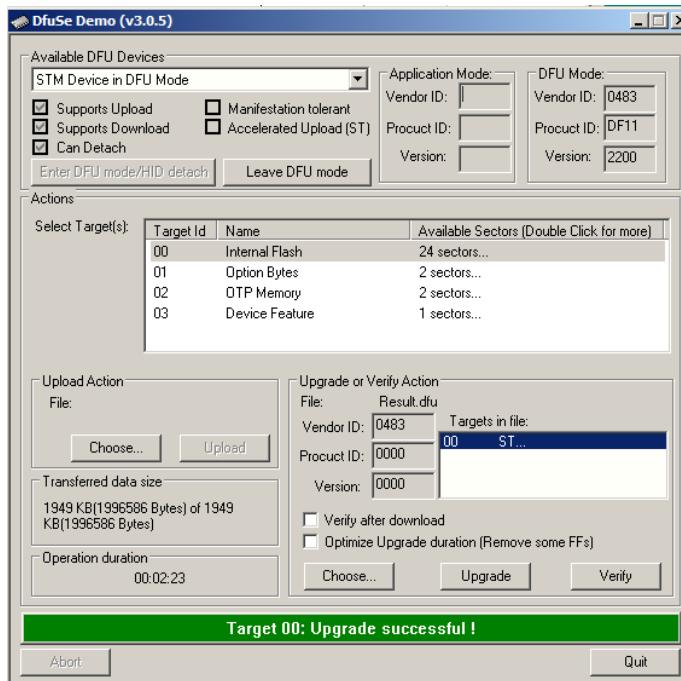 DfuSe Demo (v3.0.5)
Available DFU Devices
STM Device in DFU Mode
Supports Upload
Manifestation tolerant
Supports Download
Accelerated Upload (ST)
Can Detach
Enter DFU mode/HID detach
Leave DFU mode
Application Mode:
Vendor ID:
Procuct ID:
Version:
DFU Mode:
Vendor ID: 0483
Procuct ID: DF11
Version: 2200
Actions
Select Target(s):
Target Id Name Available Sectors (Double Click for more)
00 Internal Flash 24 sectors...
01 Option Bytes 2 sectors...
02 OTP Memory 2 sectors...
03 Device Feature 1 sectors...
Upload Action
File:
Choose... Upload
Transferred data size
1949 KB(1996586 Bytes) of 1949
KB(1996586 Bytes)
Operation duration
00:02:23
Upgrade or Verify Action
File: Result.dfu
Vendor ID: 0483
Procuct ID: 0000
Version: 0000
Targets in file:
00 ST...
Verify after download
Optimize Upgrade duration (Remove some FFs)
Choose... Upgrade Verify
Target 00: Upgrade successful !
Abort Quit